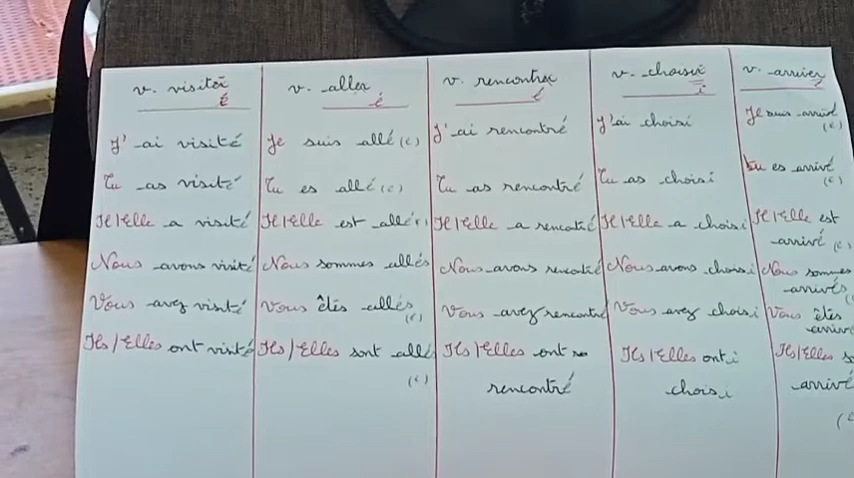 v. visiter
é
J'ai visité
Tu as visité
Il/Elle a visité
Nous avons visité
Vous avez visité
Ils/Elles ont visité
v. aller
é
Je suis allé(e)
Tu es allé(e)
Il/Elle est allé(e)
Nous sommes allés
Vous êtes allés
(e)
Ils/Elles sont allés
(e)
v. rencontrer
é
J'ai rencontré
Tu as rencontré
Il/Elle a rencontré
Nous avons rencontré
Vous avez rencontré
Ils/Elles ont
rencontré
v. choisir
i
J'ai choisi
Tu as choisi
Il/Elle a choisi
Nous avons choisi
Vous avez choisi
Ils/Elles ont
choisi
v. arriver
é
Je suis arrivé
(e)
Tu es arrivé
(e)
Il/Elle est
arrivé (e)
Nous sommes
arrivés
Vous êtes
Ils/Elles
arrivé